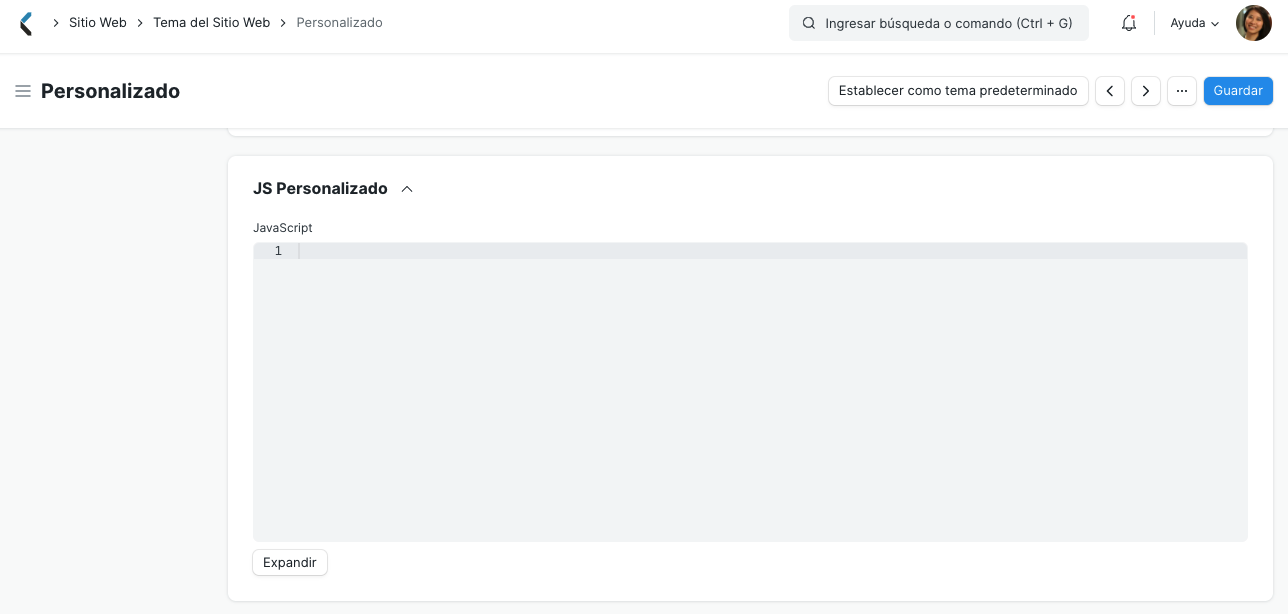 Sitio Web Tema del Sitio Web Personalizado
Ingresar búsqueda o comando (Ctrl + G)
Ayuda
Personalizado
Establecer como tema predeterminado
Guardar
JS Personalizado
JavaScript
1
Expandir